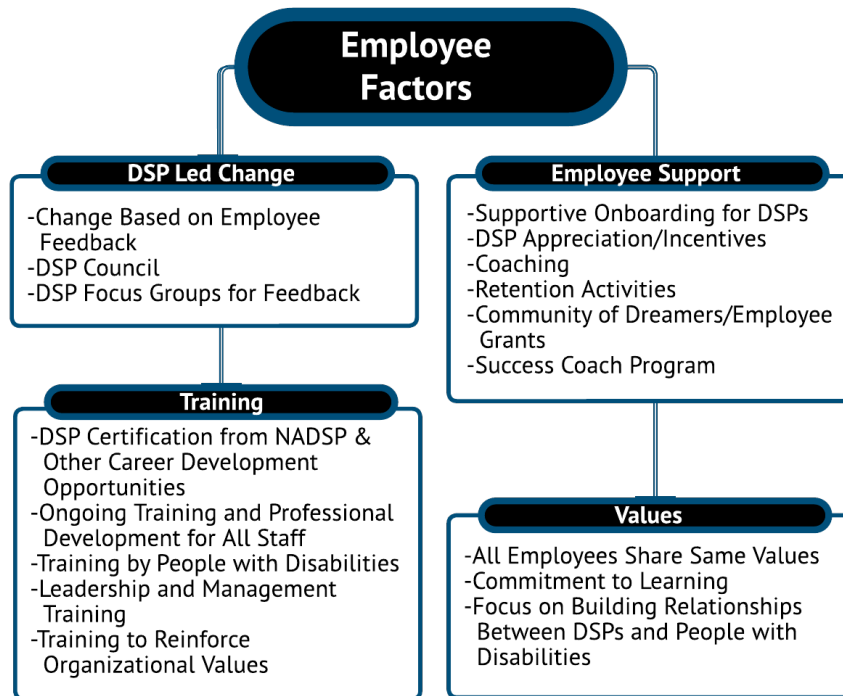 Employee
Factors
DSP Led Change
-Change Based on Employee
Feedback
-DSP Council
-DSP Focus Groups for Feedback
Employee Support
-Supportive Onboarding for DSPs
-DSP Appreciation/Incentives
-Coaching
-Retention Activities
-Community of Dreamers/Employee
Grants
-Success Coach Program
Training
-DSP Certification from NADSP &
Other Career Development
Opportunities
-Ongoing Training and Professional
Development for All Staff
-Training by People with Disabilities
-Leadership and Management
Training
-Training to Reinforce
Organizational Values
Values
-All Employees Share Same Values
-Commitment to Learning
-Focus on Building Relationships
Between DSPs and People with
Disabilities